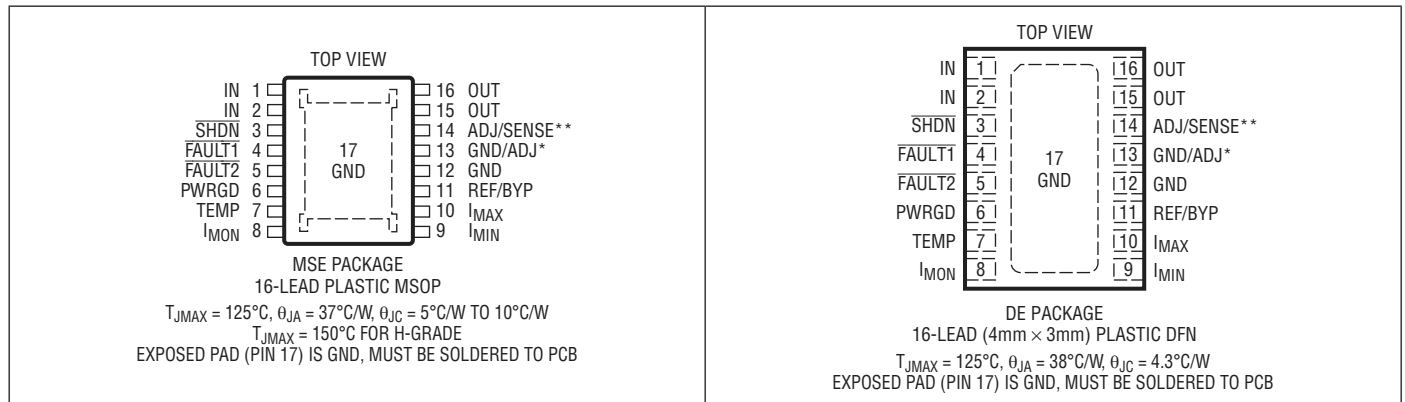 TOP VIEW
IN 1
IN 2
SHDN 3
FAULT1 4
FAULT2 5
PWRGD 6
TEMP 7
IMON 8
17
GND
16 OUT
15 OUT
14 ADJ/SENSE**
13 GND/ADJ*
12 GND
11 REF/BYP
10 IMAX
9 IMIN
MSE PACKAGE
16-LEAD PLASTIC MSOP
TJMAX = 125°C, θJA = 37°C/W, θJC = 5°C/W TO 10°C/W
TJMAX = 150°C FOR H-GRADE
EXPOSED PAD (PIN 17) IS GND, MUST BE SOLDERED TO PCB
TOP VIEW
IN 1
IN 2
SHDN 3
FAULT1 4
FAULT2 5
PWRGD 6
TEMP 7
IMON 8
17
GND
16 OUT
15 OUT
14 ADJ/SENSE**
13 GND/ADJ*
12 GND
11 REF/BYP
10 IMAX
9 IMIN
DE PACKAGE
16-LEAD (4mm × 3mm) PLASTIC DFN
TJMAX = 125°C, θJA = 38°C/W, θJC = 4.3°C/W
EXPOSED PAD (PIN 17) IS GND, MUST BE SOLDERED TO PCB